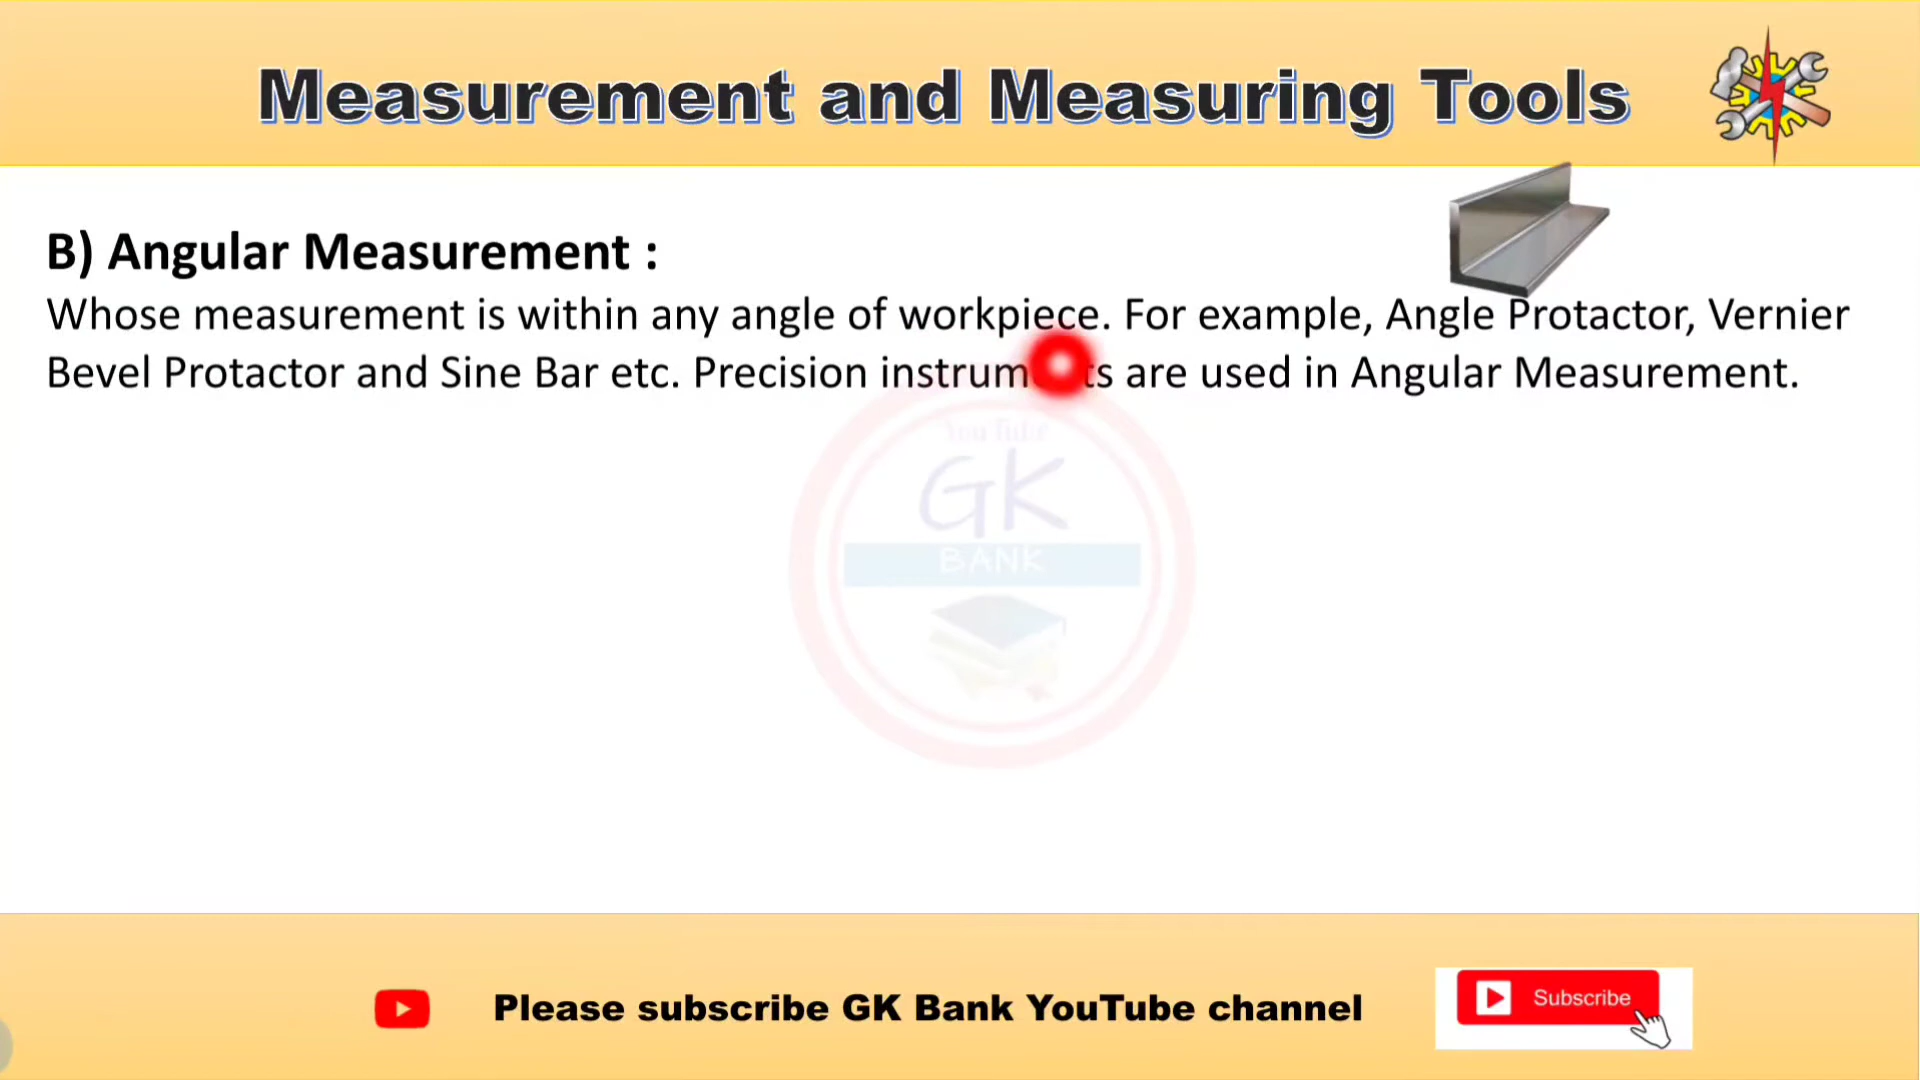 Measurement and Measuring Tools
B) Angular Measurement :
Whose measurement is within any angle of workpiece. For example, Angle Protactor, Vernier
Bevel Protactor and Sine Bar etc. Precision instruments are used in Angular Measurement.
You Tube
GK
BANK
Please subscribe GK Bank YouTube channel
Subscribe